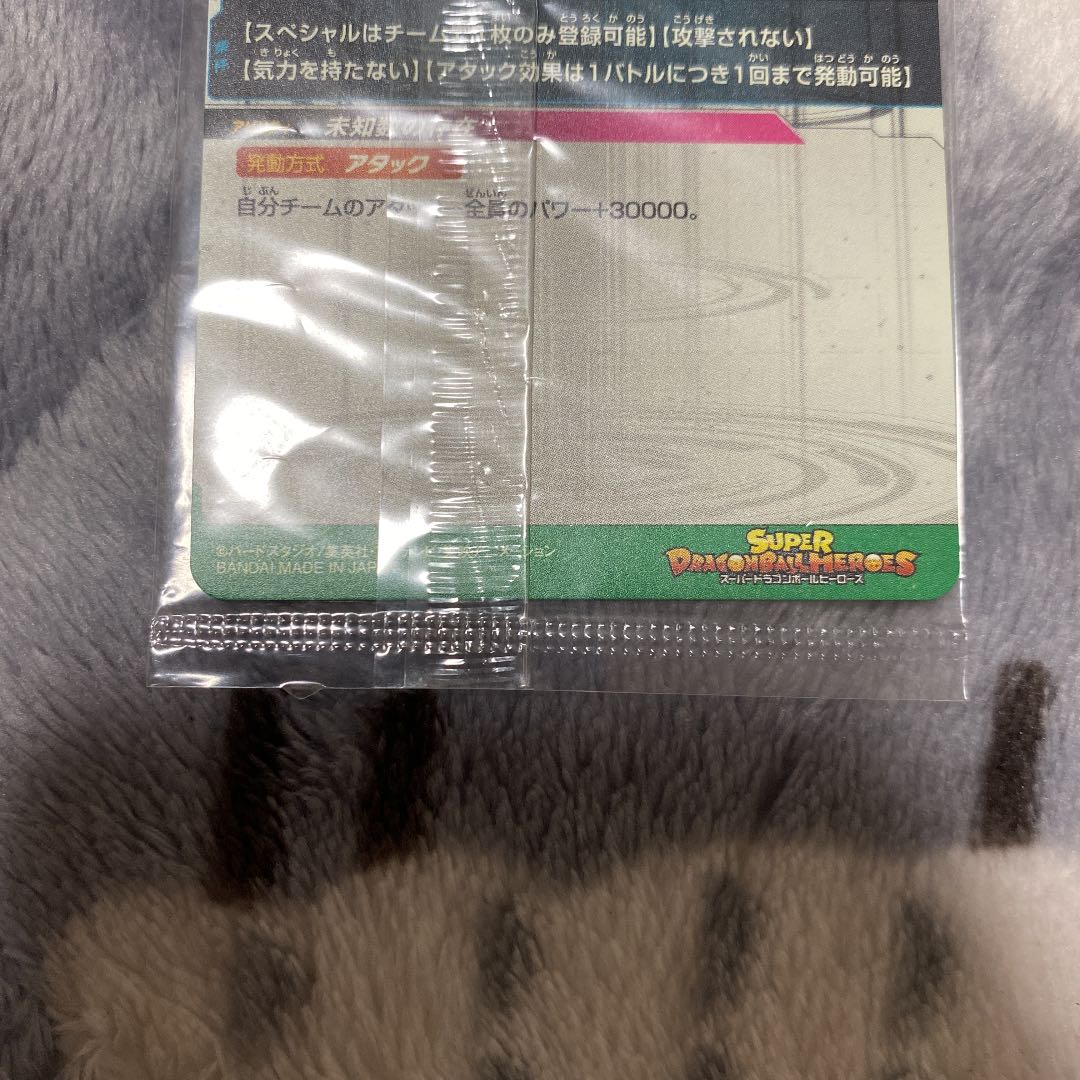 【スペシャルはチームで1枚のみ登録可能】【攻撃されない】
【気力を持たない】【アタック効果は1バトルにつき1回まで発動可能】
未知数の存在
発動方式 アタック
自分チームのア 全員のパワー+30000。
©バードスタジオ/集英社・
BANDAI MADE IN JAP
SUPER
DRAGONBALL HEROES
スーパードラゴンボールヒーローズ